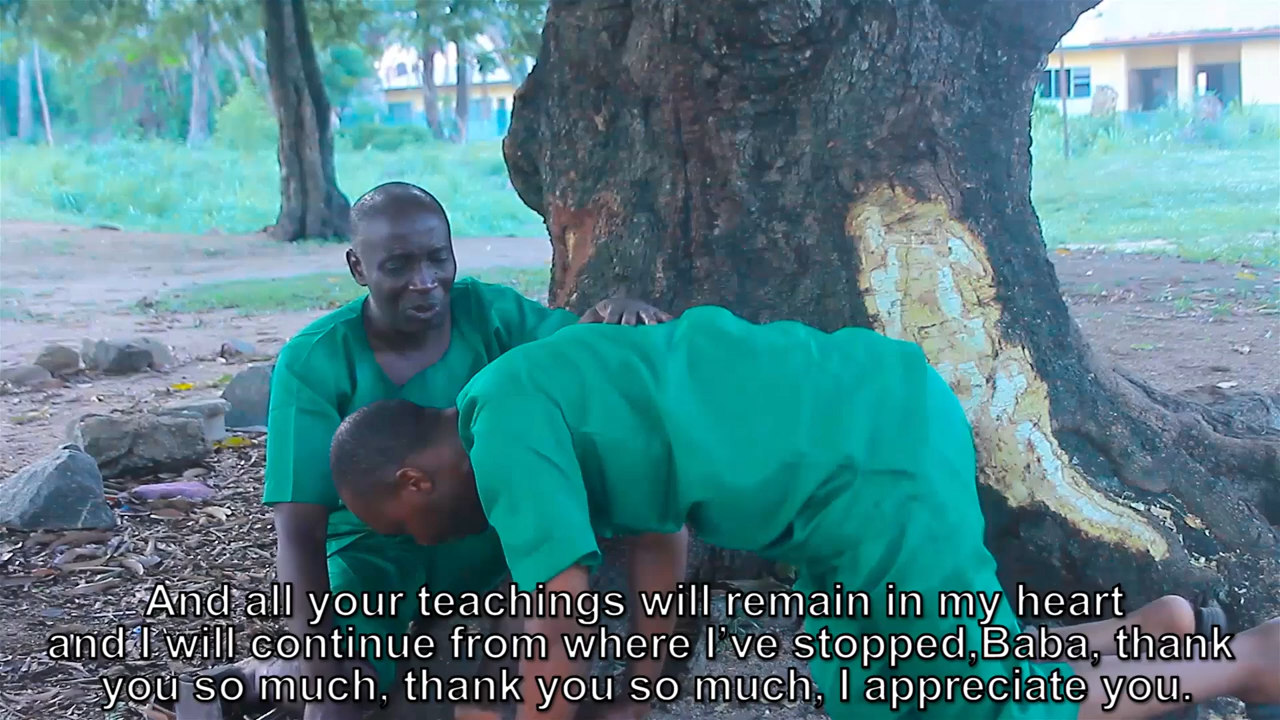 And all your teachings will remain in my heart
and I will continue from where I've stopped,Baba, thank
you so much, thank you so much, I appreciate you.